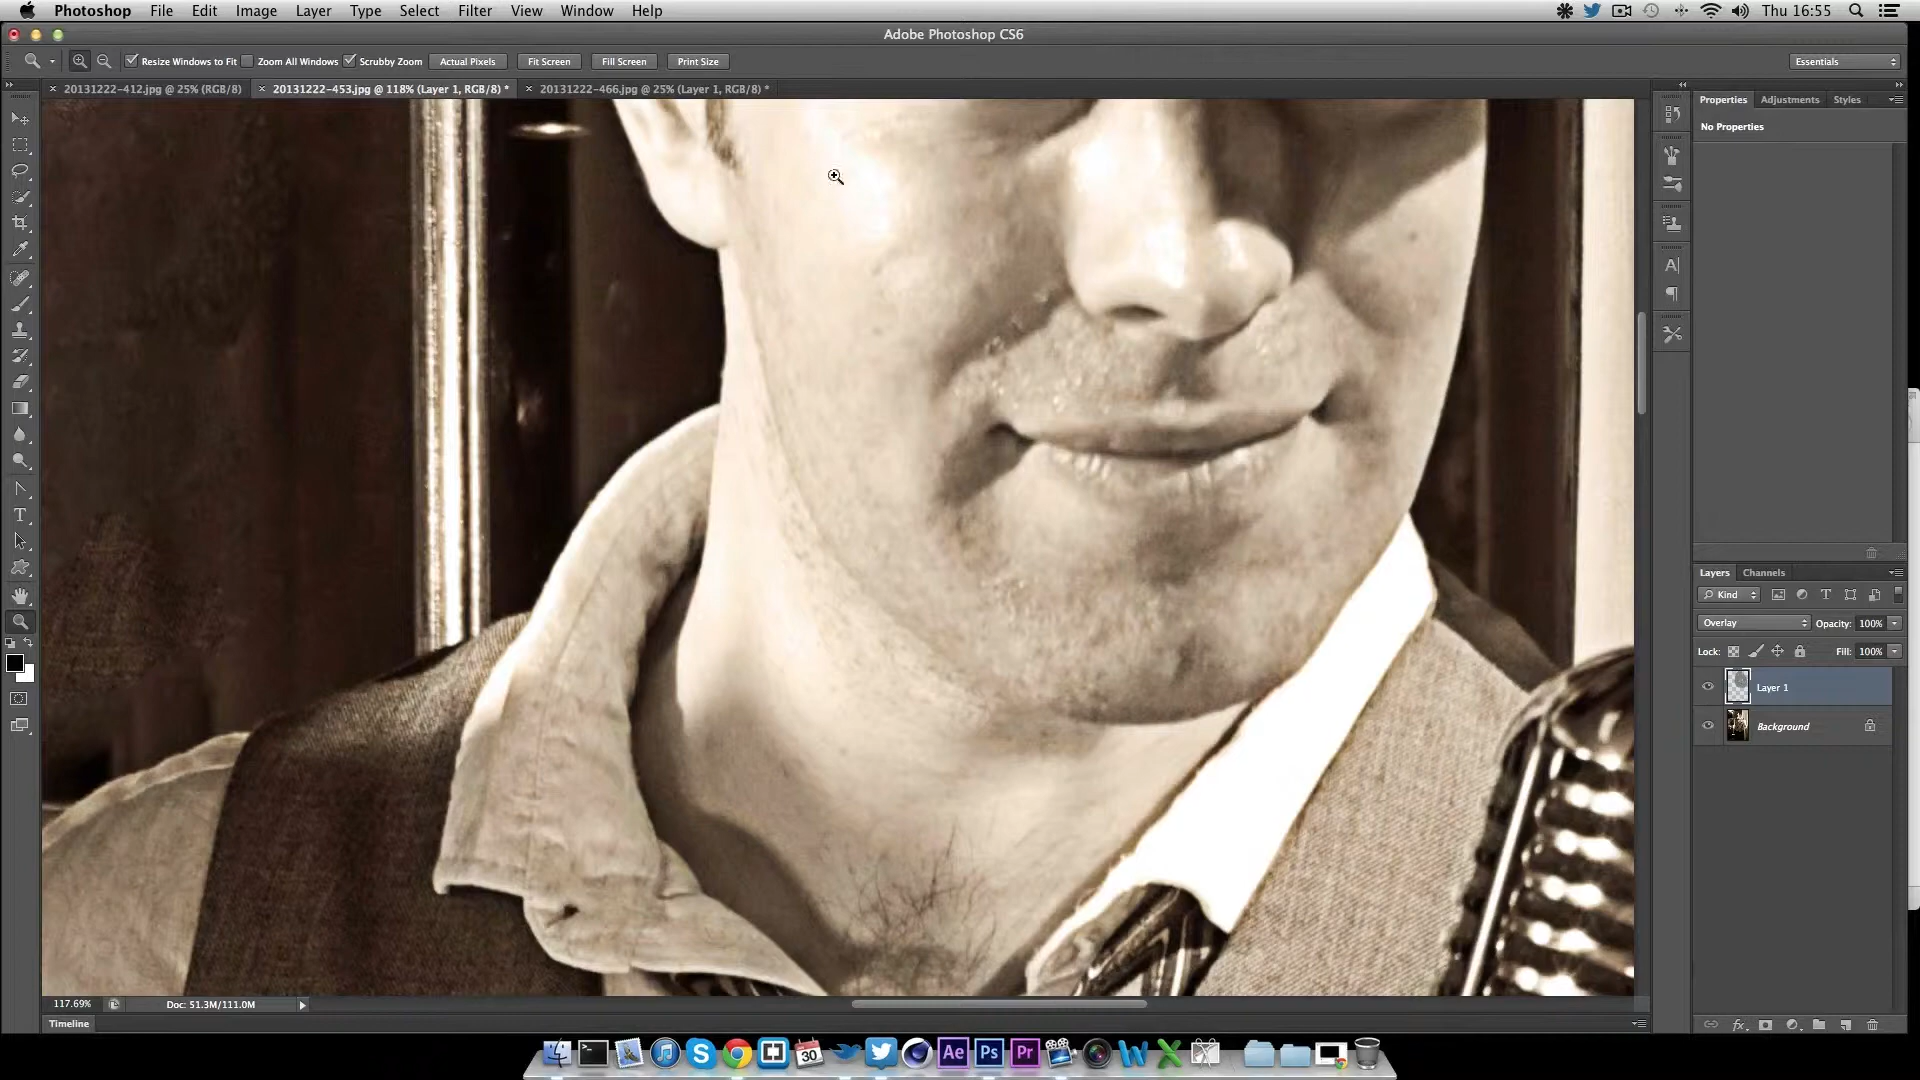 Photoshop File Edit Image Layer Type Select Filter View Window Help Thu 16:55
Adobe Photoshop CS6
Resize Windows to Fit Zoom All Windows Scrubby Zoom Actual Pixels Fit Screen Fill Screen Print Size Essentials
20131222-412.jpg @ 25% (RGB/8) 20131222-453.jpg @ 118% (Layer 1, RGB/8) * 20131222-466.jpg @ 25% (Layer 1, RGB/8) *
Properties Adjustments Styles
No Properties
Layers Channels
Kind
Overlay Opacity: 100%
Lock: Fill: 100%
Layer 1
Background
117.69% Doc: 51.3M/111.0M
Timeline
30 Ae Ps Pr